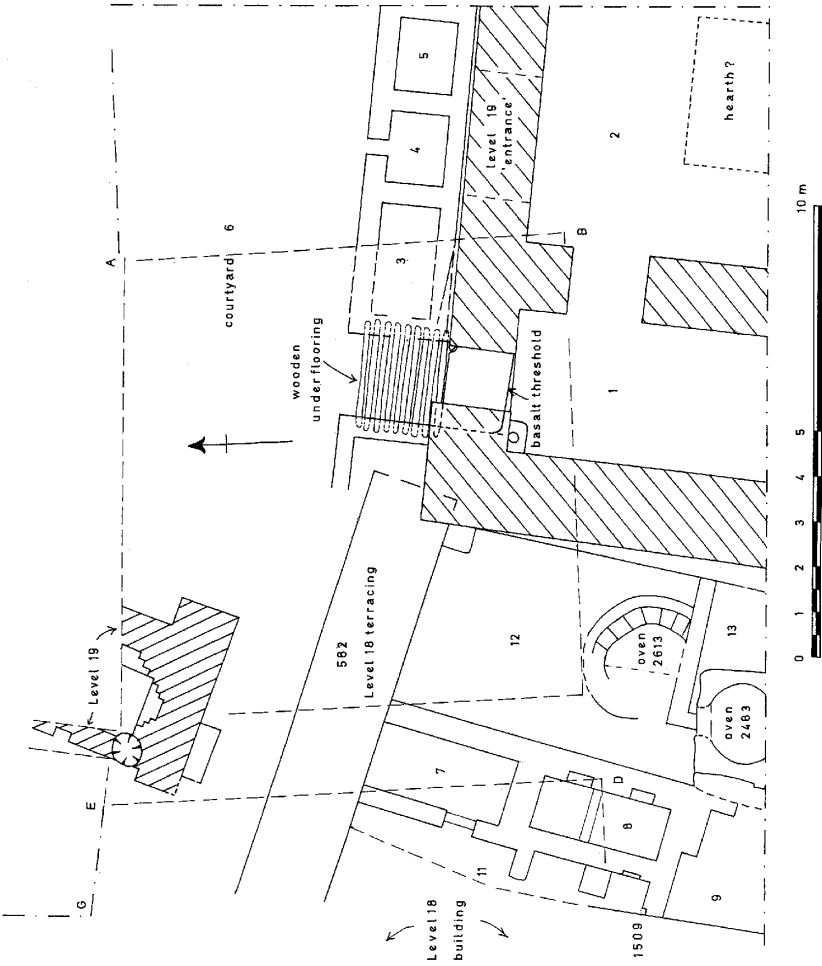 G
E
A
Level 19
courtyard 6
wooden
underflooring
3
4
5
level 19
'entrance'
2
hearth?
B
basalt threshold
1
582
Level 18 terracing
12
oven
2613
13
oven
2483
7
D
8
9
11
Level 18
building
1509
0
1
2
3
4
5
10 m